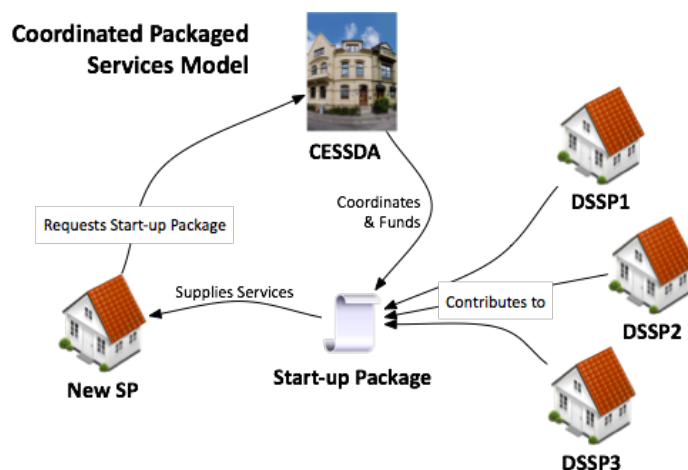 Coordinated Packaged
Services Model
CESSDA
DSSP1
Coordinates
& Funds
Requests Start-up Package
Supplies Services
Contributes to
DSSP2
New SP
Start-up Package
DSSP3